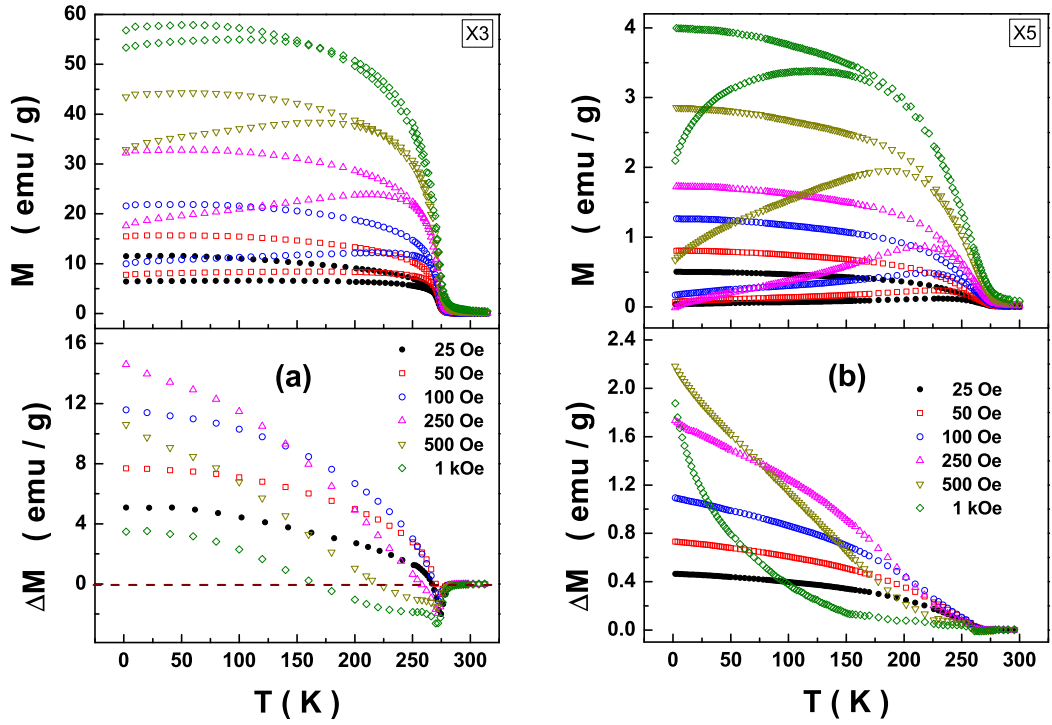 X3
60
50
40
30
20
10
0
M ( emu / g )
16
12
8
4
0
ΔM ( emu / g )
(a)
25 Oe
50 Oe
100 Oe
250 Oe
500 Oe
1 kOe
0 50 100 150 200 250 300
T ( K )
X5
4
3
2
1
0
M ( emu / g )
2.4
2.0
1.6
1.2
0.8
0.4
0.0
ΔM ( emu / g )
(b)
25 Oe
50 Oe
100 Oe
250 Oe
500 Oe
1 kOe
0 50 100 150 200 250 300
T ( K )